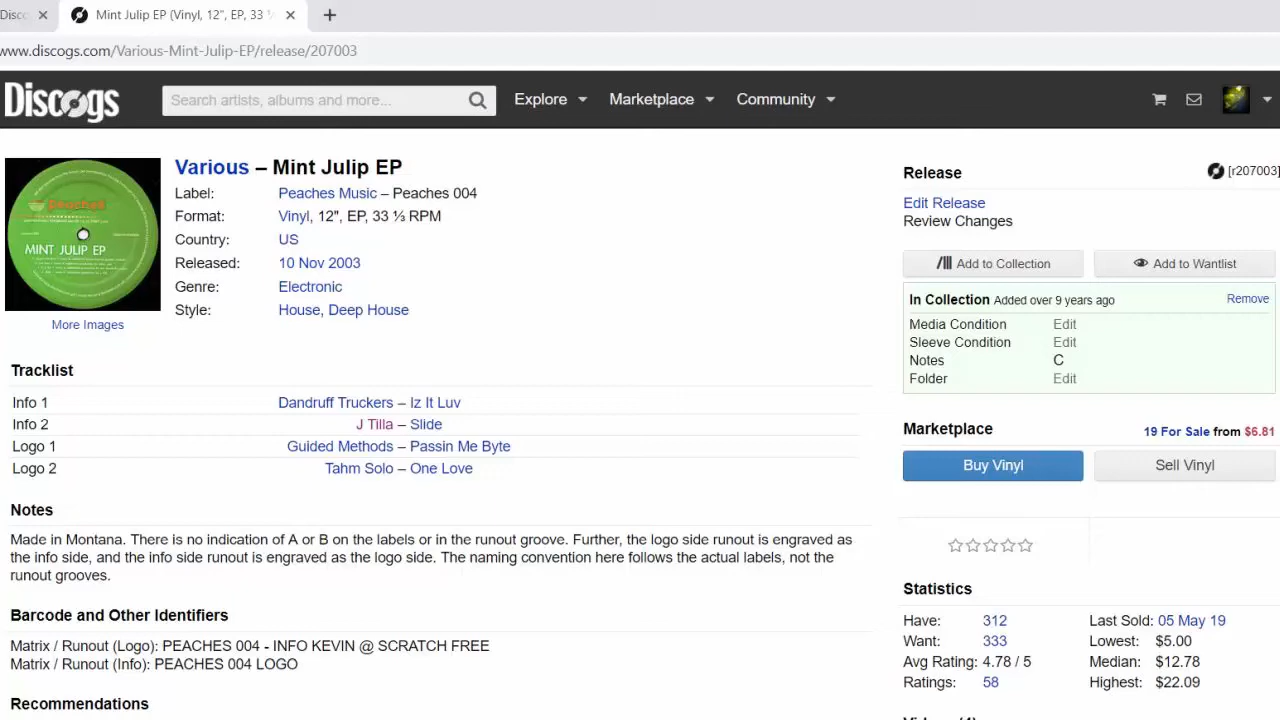 Disco
Mint Julip EP (Vinyl, 12", EP, 33 ⅓
www.discogs.com/Various-Mint-Julip-EP/release/207003
Discogs
Search artists, albums and more...
Explore
Marketplace
Community
peaches
MINT JULIP EP
More Images
Various – Mint Julip EP
Label: Peaches Music – Peaches 004
Format: Vinyl, 12", EP, 33 ⅓ RPM
Country: US
Released: 10 Nov 2003
Genre: Electronic
Style: House, Deep House
Tracklist
Info 1 Dandruff Truckers – Iz It Luv
Info 2 J Tilla – Slide
Logo 1 Guided Methods – Passin Me Byte
Logo 2 Tahm Solo – One Love
Notes
Made in Montana. There is no indication of A or B on the labels or in the runout groove. Further, the logo side runout is engraved as
the info side, and the info side runout is engraved as the logo side. The naming convention here follows the actual labels, not the
runout grooves.
Barcode and Other Identifiers
Matrix / Runout (Logo): PEACHES 004 - INFO KEVIN @ SCRATCH FREE
Matrix / Runout (Info): PEACHES 004 LOGO
Recommendations
Release [r207003]
Edit Release
Review Changes
Add to Collection Add to Wantlist
In Collection Added over 9 years ago Remove
Media Condition Edit
Sleeve Condition Edit
Notes C
Folder Edit
Marketplace 19 For Sale from $6.81
Buy Vinyl Sell Vinyl
Statistics
Have: 312 Last Sold: 05 May 19
Want: 333 Lowest: $5.00
Avg Rating: 4.78 / 5 Median: $12.78
Ratings: 58 Highest: $22.09
Videos (4)